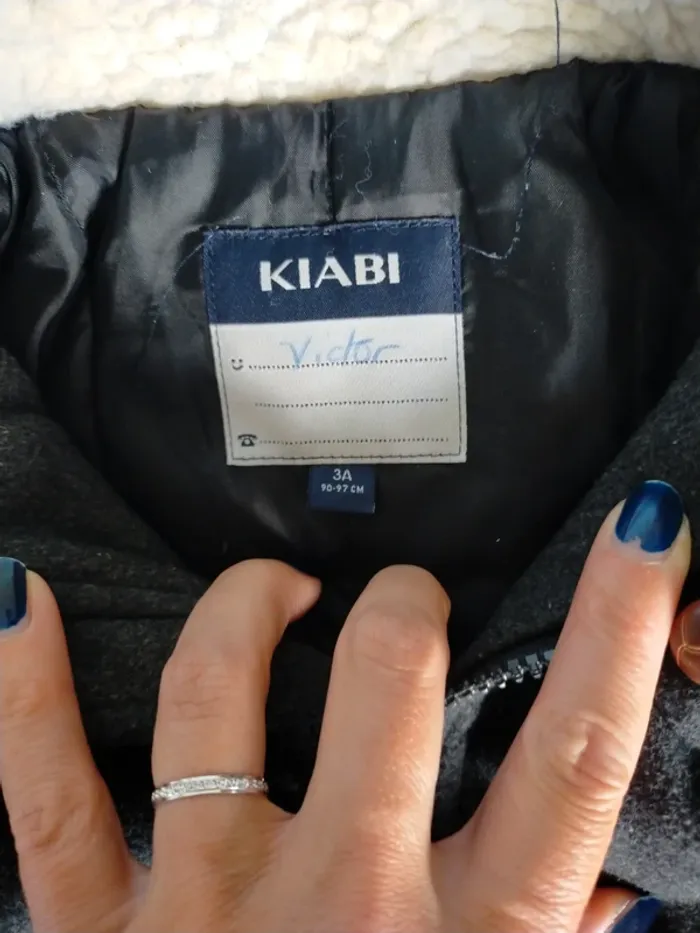 KIABI
Victor
3A
90-97 CM